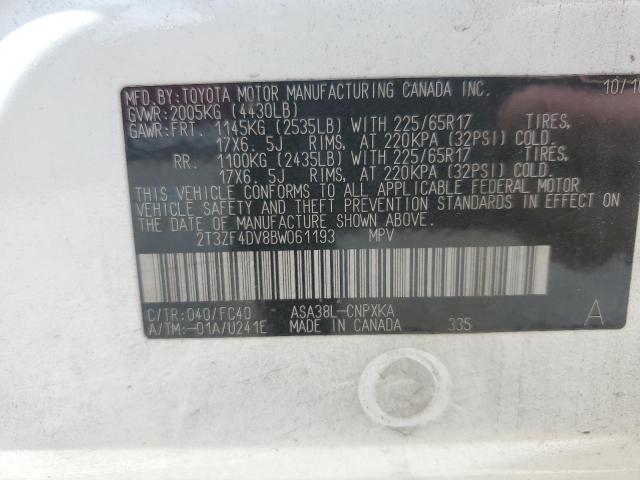 MFD.BY:TOYOTA MOTOR MANUFACTURING CANADA INC. 10/1
GVWR:2005KG (4430LB)
GAWR:FRT. 1145KG (2535LB) WITH 225/65R17 TIRES,
17X6. 5J RIMS, AT 220KPA (32PSI) COLD.
RR. 1100KG (2435LB) WITH 225/65R17 TIRES,
17X6. 5J RIMS, AT 220KPA (32PSI) COLD.
THIS VEHICLE CONFORMS TO ALL APPLICABLE FEDERAL MOTOR
VEHICLE SAFETY AND THEFT PREVENTION STANDARDS IN EFFECT ON
THE DATE OF MANUFACTURE SHOWN ABOVE.
2T3ZF4DV8BW061193 MPV
C/TR:040/FC40 ASA38L-CNPXKA A
A/TM:-01A/U241E MADE IN CANADA 335